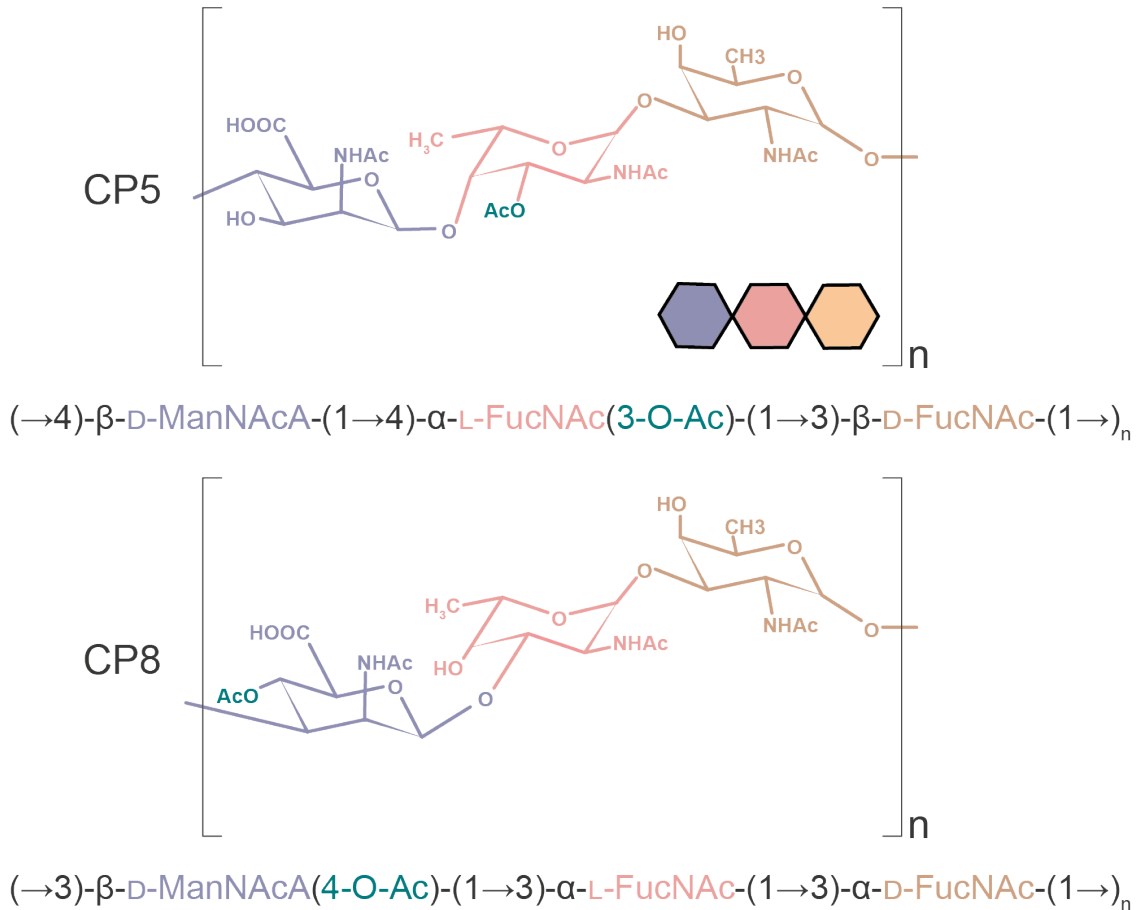 HO
CH3
O
O
HOOC
H₃C
O
NHAc
NHAc
NHAc
O
O
CP5
AcO
HO
O
n
(→4)-β-D-ManNAcA-(1→4)-α-L-FucNAc(3-O-Ac)-(1→3)-β-D-FucNAc-(1→)ₙ
HO
CH3
O
O
H₃C
O
NHAc
O
HOOC
NHAc
NHAc
CP8
HO
AcO
O
O
n
(→3)-β-D-ManNAcA(4-O-Ac)-(1→3)-α-L-FucNAc-(1→3)-α-D-FucNAc-(1→)ₙ